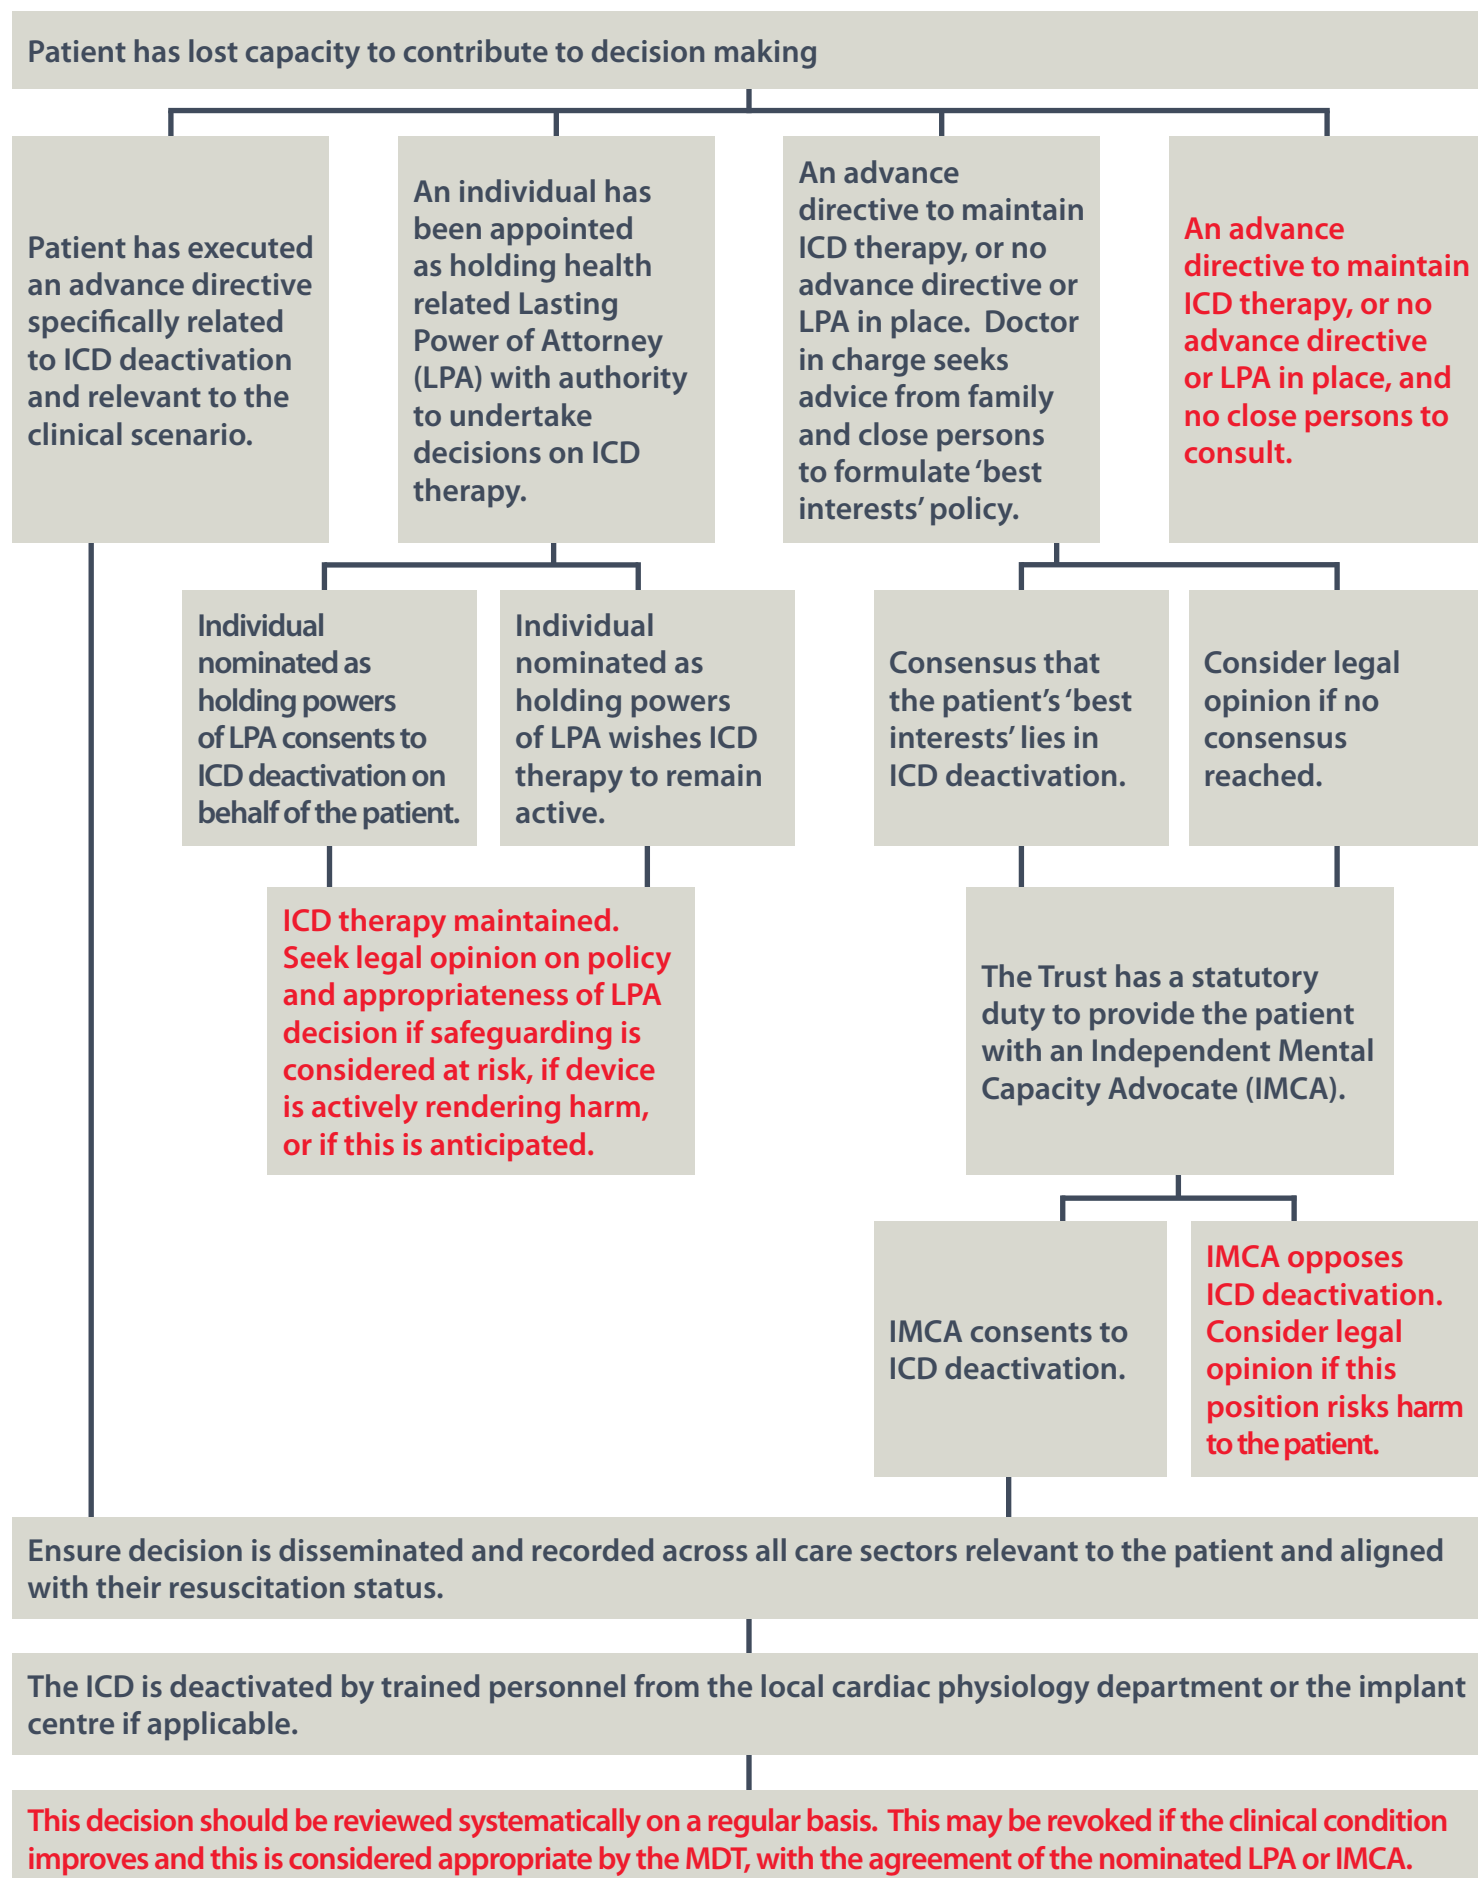 Patient has lost capacity to contribute to decision making
Patient has executed
an advance directive
specifically related
to ICD deactivation
and relevant to the
clinical scenario.
An individual has
been appointed
as holding health
related Lasting
Power of Attorney
(LPA) with authority
to undertake
decisions on ICD
therapy.
An advance
directive to maintain
ICD therapy, or no
advance directive or
LPA in place.  Doctor
in charge seeks
advice from family
and close persons
to formulate ‘best
interests’ policy.
An advance
directive to maintain
ICD therapy, or no
advance directive
or LPA in place, and
no close persons to
consult.
Individual
nominated as
holding powers
of LPA consents to
ICD deactivation on
behalf of the patient.
Individual
nominated as
holding powers
of LPA wishes ICD
therapy to remain
active.
Consensus that
the patient’s ‘best
interests’ lies in
ICD deactivation.
Consider legal
opinion if no
consensus
reached.
ICD therapy maintained.
Seek legal opinion on policy
and appropriateness of LPA
decision if safeguarding is
considered at risk, if device
is actively rendering harm,
or if this is anticipated.
The Trust has a statutory
duty to provide the patient
with an Independent Mental
Capacity Advocate (IMCA).
IMCA consents to
ICD deactivation.
IMCA opposes
ICD deactivation.
Consider legal
opinion if this
position risks harm
to the patient.
Ensure decision is disseminated and recorded across all care sectors relevant to the patient and aligned
with their resuscitation status.
The ICD is deactivated by trained personnel from the local cardiac physiology department or the implant
centre if applicable.
This decision should be reviewed systematically on a regular basis.  This may be revoked if the clinical condition
improves and this is considered appropriate by the MDT, with the agreement of the nominated LPA or IMCA.